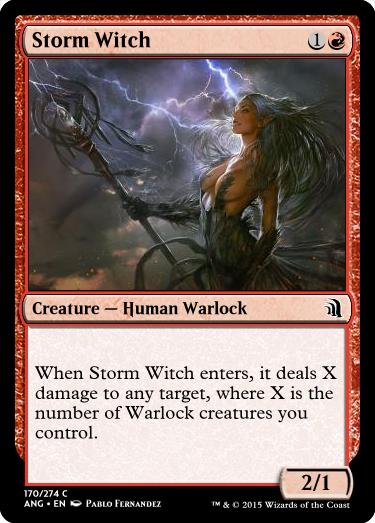 Storm Witch 1
Creature — Human Warlock
When Storm Witch enters, it deals X
damage to any target, where X is the
number of Warlock creatures you
control.
2/1
170/274 C
ANG • EN Pablo Fernandez
™ & © 2015 Wizards of the Coast